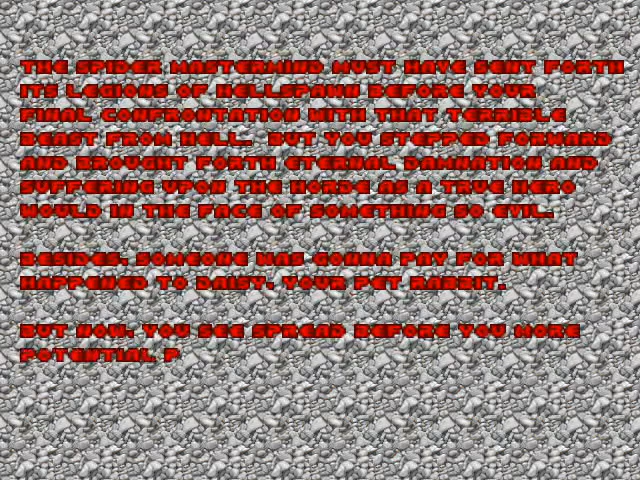 THE SPIDER MASTERMIND MUST HAVE SENT FORTH
ITS LEGIONS OF HELLSPAWN BEFORE YOUR
FINAL CONFRONTATION WITH THAT TERRIBLE
BEAST FROM HELL. BUT YOU STEPPED FORWARD
AND BROUGHT FORTH ETERNAL DAMNATION AND
SUFFERING UPON THE HORDE AS A TRUE HERO
WOULD IN THE FACE OF SOMETHING SO EVIL.
BESIDES, SOMEONE WAS GONNA PAY FOR WHAT
HAPPENED TO DAISY, YOUR PET RABBIT.
BUT NOW, YOU SEE SPREAD BEFORE YOU MORE
POTENTIAL P